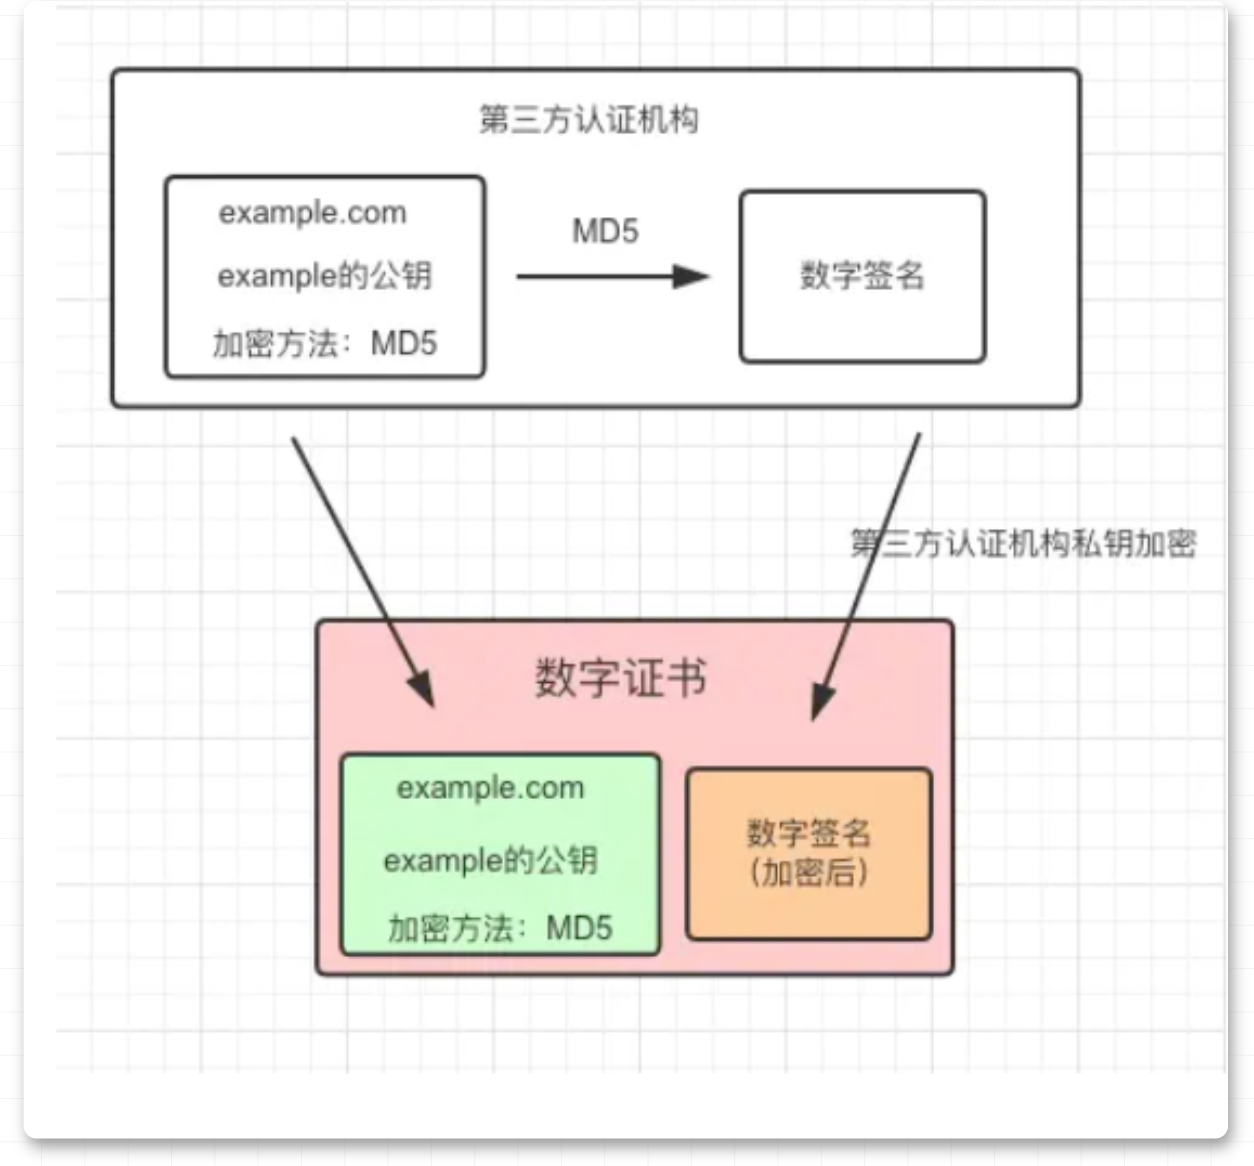 第三方认证机构
example.com
example的公钥
加密方法：MD5
MD5
数字签名
第三方认证机构私钥加密
数字证书
example.com
example的公钥
加密方法：MD5
数字签名
（加密后）